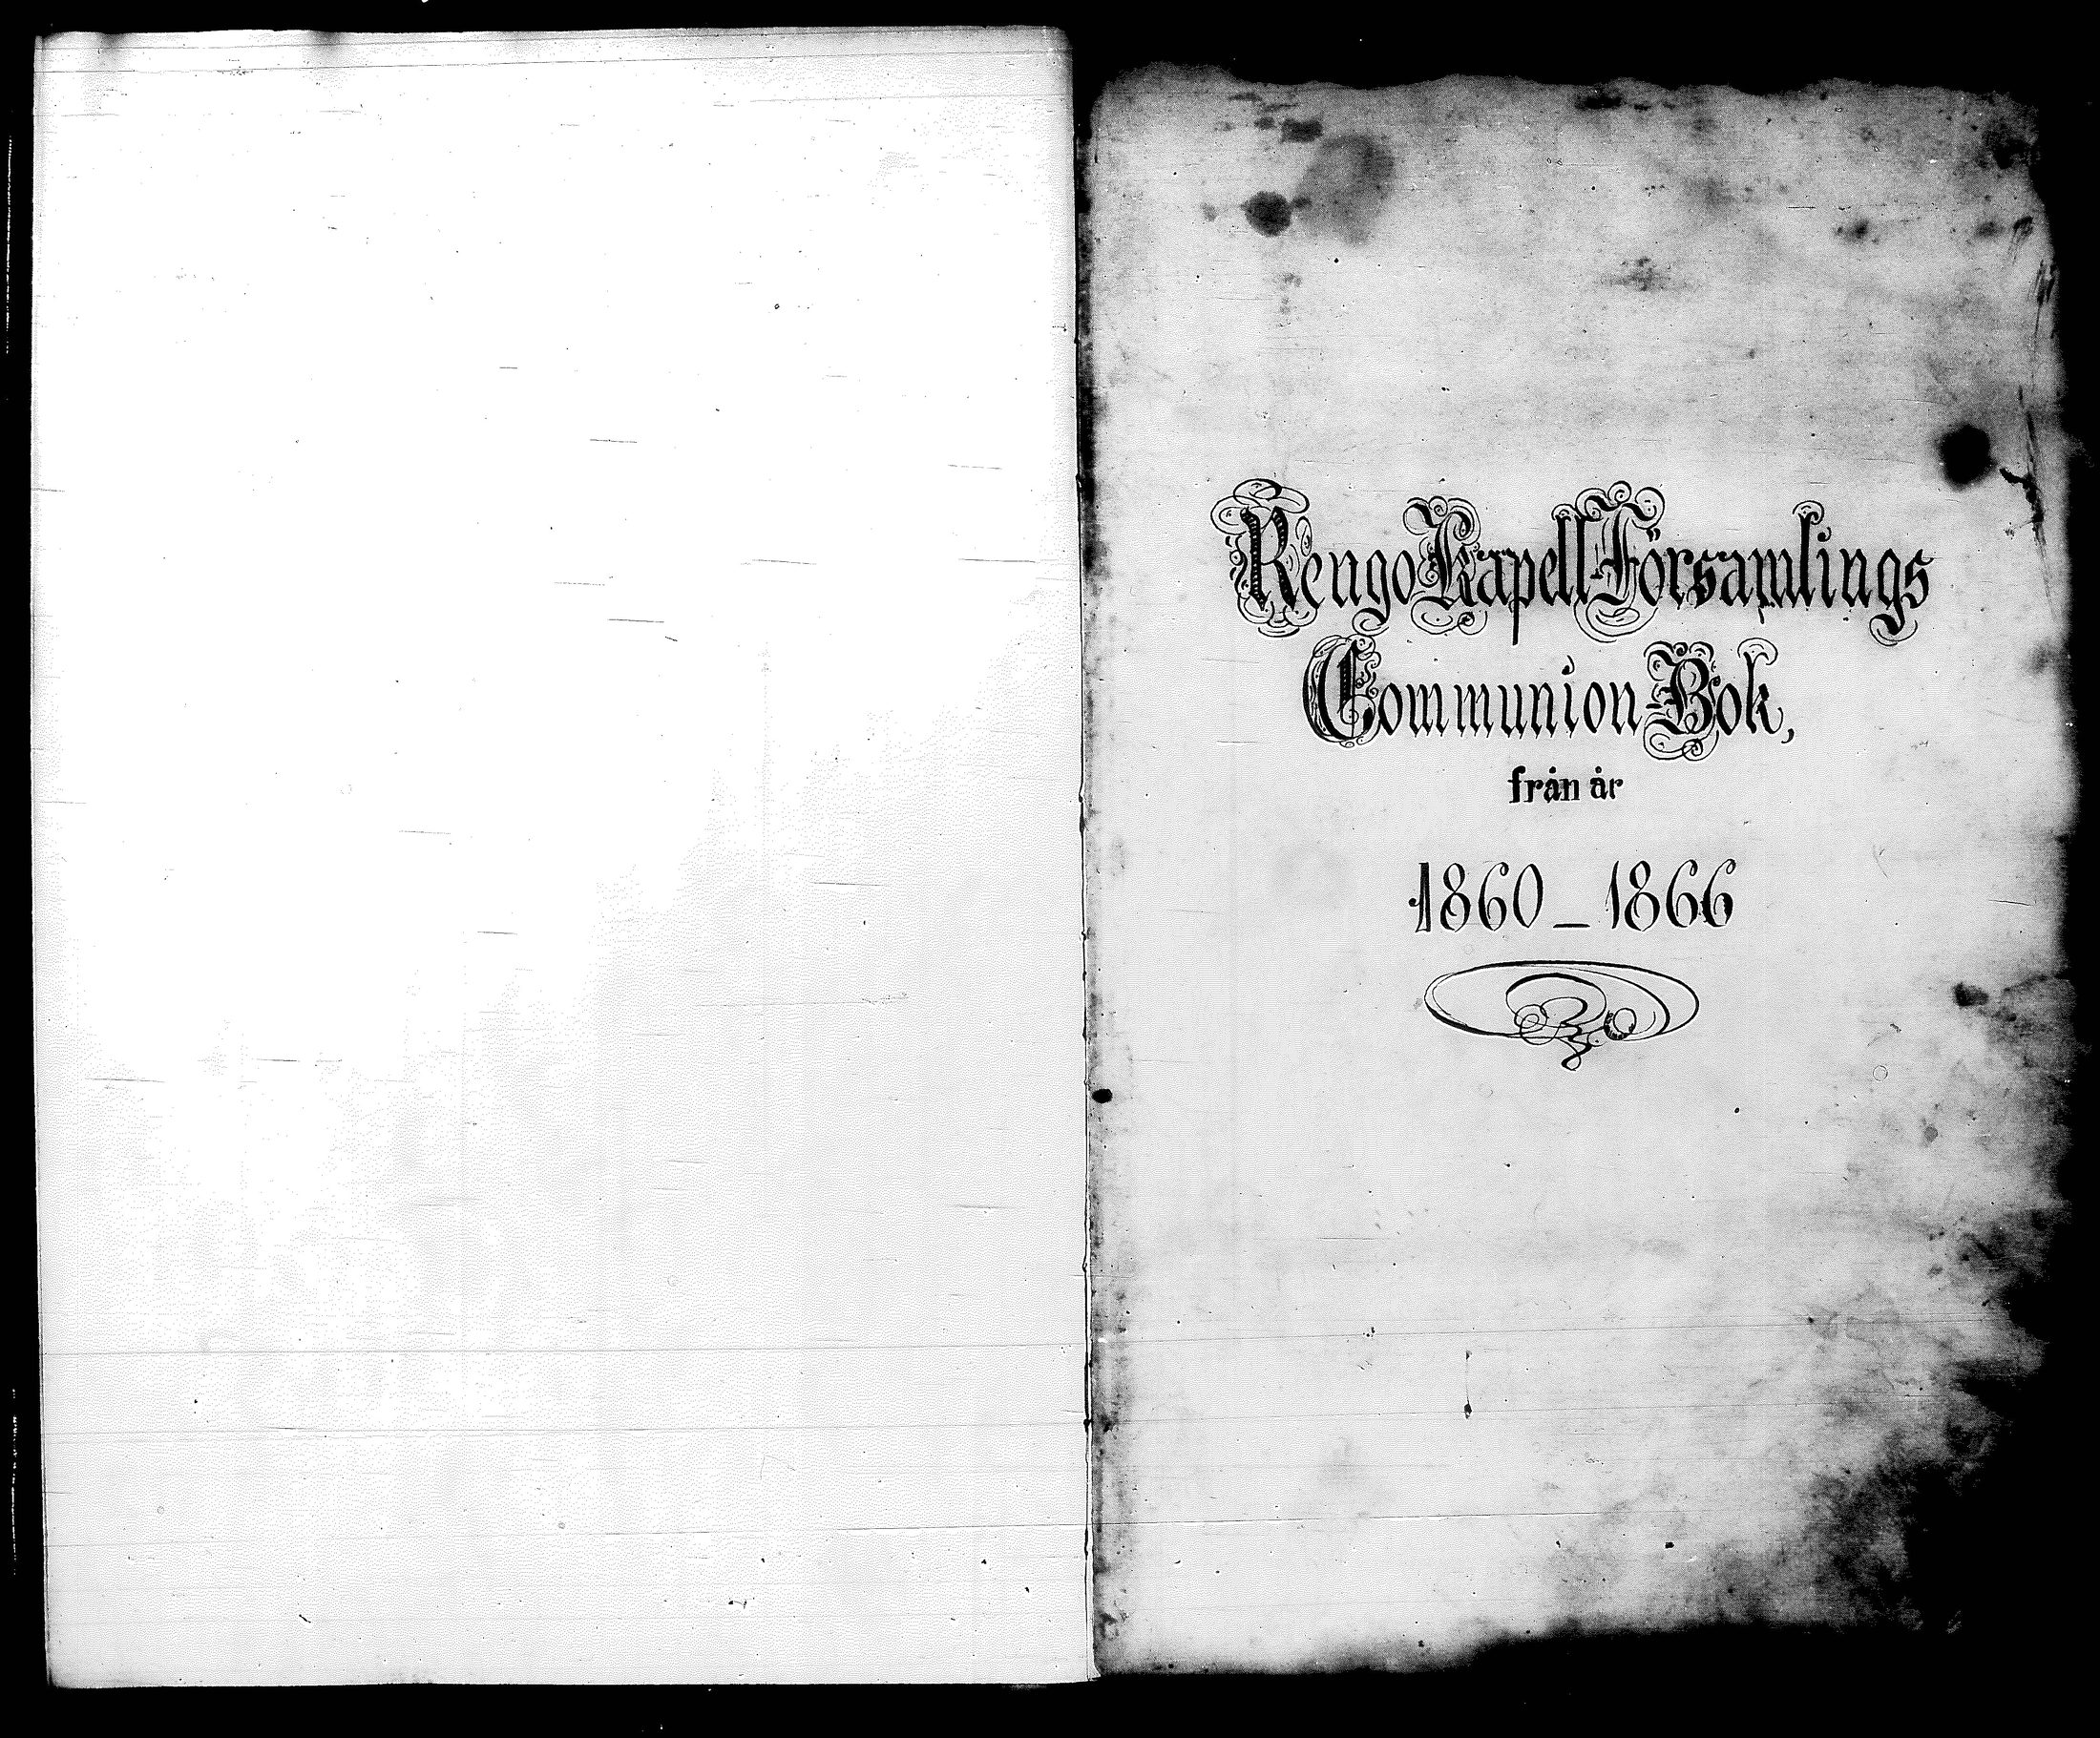 Rengo Kapell-Församlings
Communion-Bok,
från år
1860 _ 1866